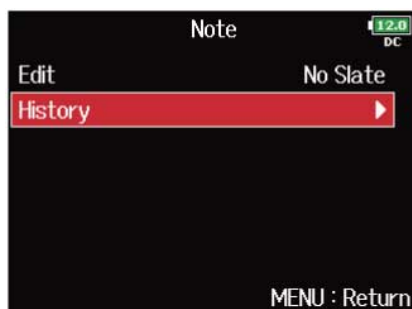 Note
12.0
DC
Edit No Slate
History
MENU : Return